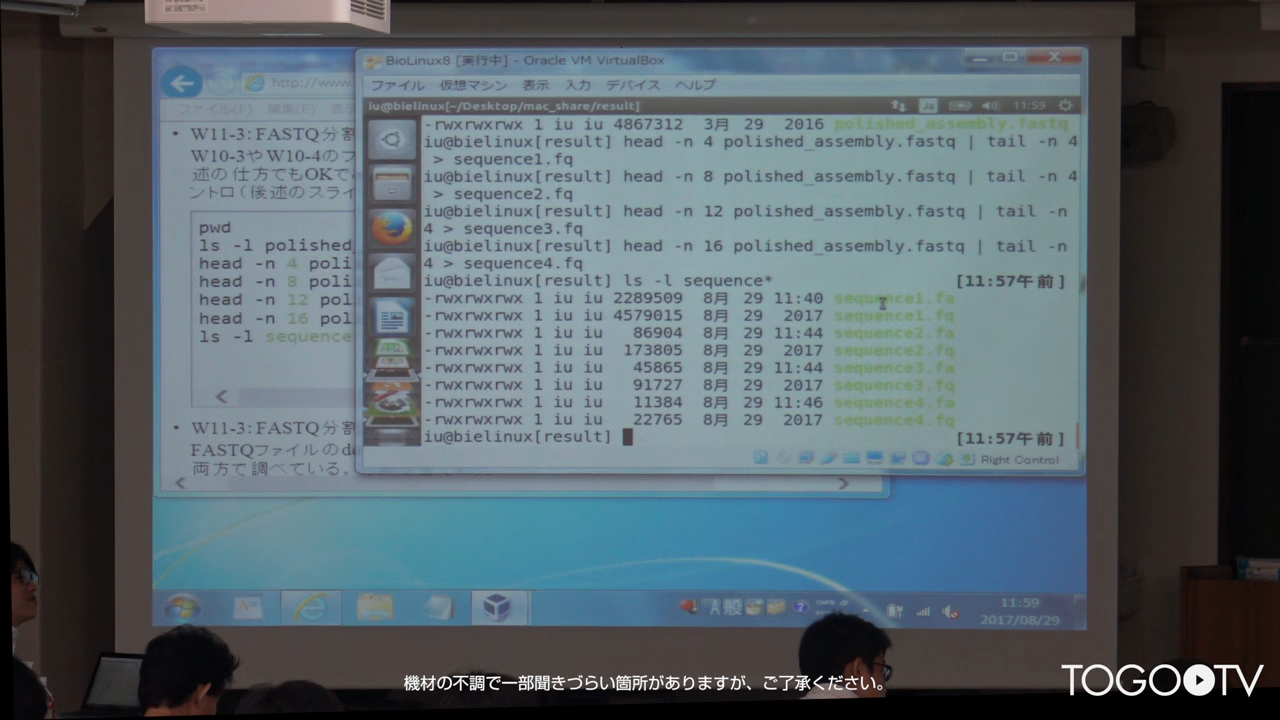 BioLinux8 [実行中] - Oracle VM VirtualBox
ファイル 仮想マシン 表示 入力 デバイス ヘルプ
iu@bielinux[~/Desktop/mac_share/result]
Ja
11:59
-rwxrwxrwx 1 iu iu 4867312 3月 29 2016 polished_assembly.fastq
iu@bielinux[result] head -n 4 polished_assembly.fastq | tail -n 4
> sequence1.fq
iu@bielinux[result] head -n 8 polished_assembly.fastq | tail -n 4
> sequence2.fq
iu@bielinux[result] head -n 12 polished_assembly.fastq | tail -n
4 > sequence3.fq
iu@bielinux[result] head -n 16 polished_assembly.fastq | tail -n
4 > sequence4.fq
iu@bielinux[result] ls -l sequence* [11:57午前]
-rwxrwxrwx 1 iu iu 2289509 8月 29 11:40 sequence1.fa
-rwxrwxrwx 1 iu iu 4579015 8月 29 2017 sequence1.fq
-rwxrwxrwx 1 iu iu 86904 8月 29 11:44 sequence2.fa
-rwxrwxrwx 1 iu iu 173805 8月 29 2017 sequence2.fq
-rwxrwxrwx 1 iu iu 45865 8月 29 11:44 sequence3.fa
-rwxrwxrwx 1 iu iu 91727 8月 29 2017 sequence3.fq
-rwxrwxrwx 1 iu iu 11384 8月 29 11:46 sequence4.fa
-rwxrwxrwx 1 iu iu 22765 8月 29 2017 sequence4.fq
iu@bielinux[result] [11:57午前]
Right Control
http://www.
ファイル(F) 編集(E) 表示
• W11-3: FASTQ分割
W10-3やW10-4のフ
述の仕方でもOKで
ントロ(後述のスライ
pwd
ls -l polished_
head -n 4 poli
head -n 8 poli
head -n 12 pol
head -n 16 pol
ls -l sequence
• W11-3: FASTQ分割
FASTQファイルのde
両方で調べている。
A 般
11:59
2017/08/29
機材の不調で一部聞きづらい箇所がありますが、ご了承ください。
TOGO TV